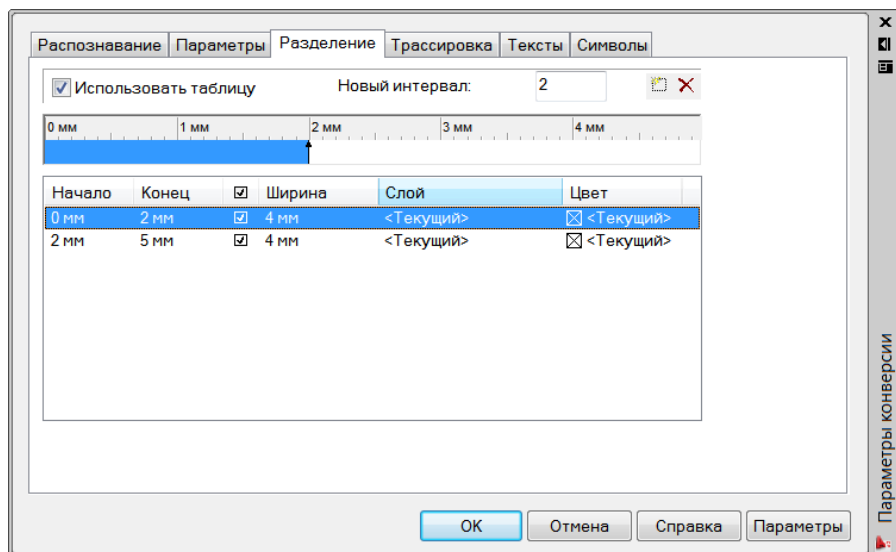 Распознавание Параметры Разделение Трассировка Тексты Символы
Использовать таблицу Новый интервал: 2
0 мм 1 мм 2 мм 3 мм 4 мм
Начало Конец Ширина Слой Цвет
0 мм 2 мм 4 мм <Текущий> <Текущий>
2 мм 5 мм 4 мм <Текущий> <Текущий>
OK Отмена Справка Параметры
Параметры конверсии